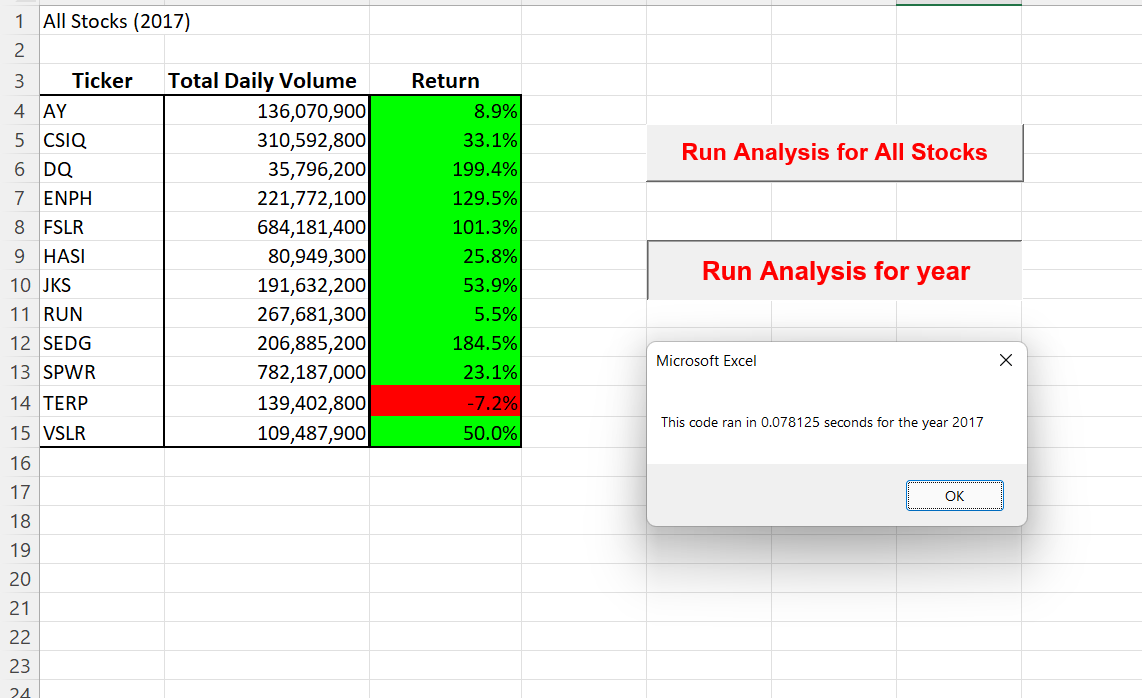 1 All Stocks (2017)
2
3 Ticker Total Daily Volume Return
4 AY 136,070,900 8.9%
5 CSIQ 310,592,800 33.1%
6 DQ 35,796,200 199.4%
7 ENPH 221,772,100 129.5%
8 FSLR 684,181,400 101.3%
9 HASI 80,949,300 25.8%
10 JKS 191,632,200 53.9%
11 RUN 267,681,300 5.5%
12 SEDG 206,885,200 184.5%
13 SPWR 782,187,000 23.1%
14 TERP 139,402,800 -7.2%
15 VSLR 109,487,900 50.0%
16
17
18
19
20
21
22
23
24
Run Analysis for All Stocks
Run Analysis for year
Microsoft Excel
This code ran in 0.078125 seconds for the year 2017
OK